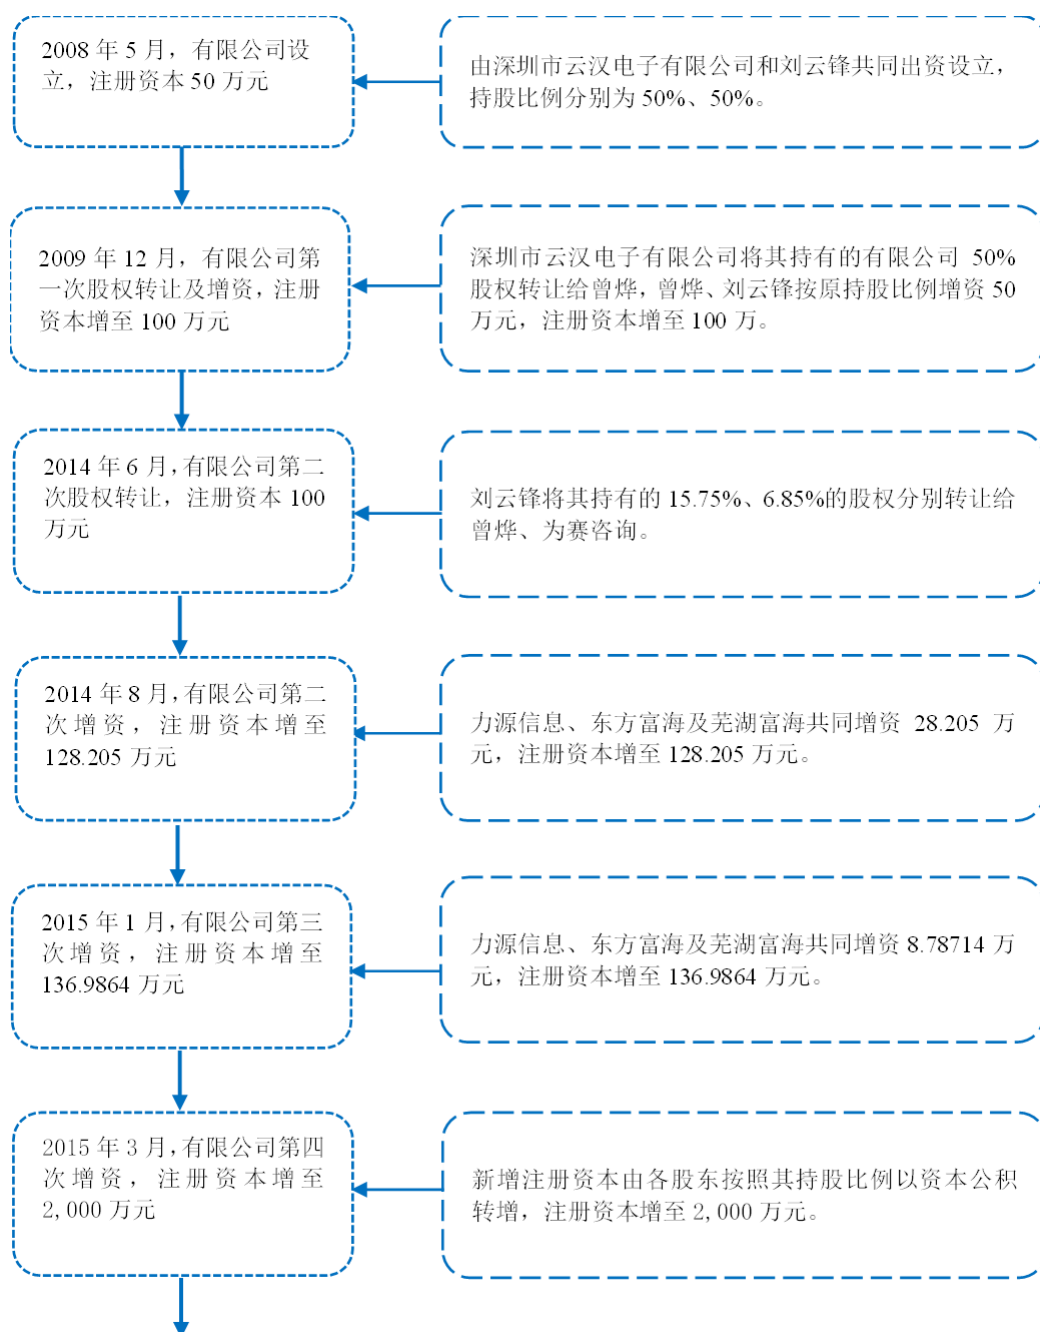 2008 年 5 月，有限公司设
立，注册资本 50 万元
由深圳市云汉电子有限公司和刘云锋共同出资设立，
持股比例分别为 50%、50%。
2009 年 12 月，有限公司第
一次股权转让及增资，注册
资本增至 100 万元
深圳市云汉电子有限公司将其持有的有限公司 50%
股权转让给曾烨，曾烨、刘云锋按原持股比例增资 50
万元，注册资本增至 100 万。
2014 年 6 月，有限公司第二
次股权转让，注册资本 100
万元
刘云锋将其持有的 15.75%、6.85%的股权分别转让给
曾烨、为赛咨询。
2014 年 8 月，有限公司第二
次增资，注册资本增至
128.205 万元
力源信息、东方富海及芜湖富海共同增资 28.205 万
元，注册资本增至 128.205 万元。
2015 年 1 月，有限公司第三
次增资，注册资本增至
136.9864 万元
力源信息、东方富海及芜湖富海共同增资 8.78714 万
元，注册资本增至 136.9864 万元。
2015 年 3 月，有限公司第四
次增资，注册资本增至
2,000 万元
新增注册资本由各股东按照其持股比例以资本公积
转增，注册资本增至 2,000 万元。